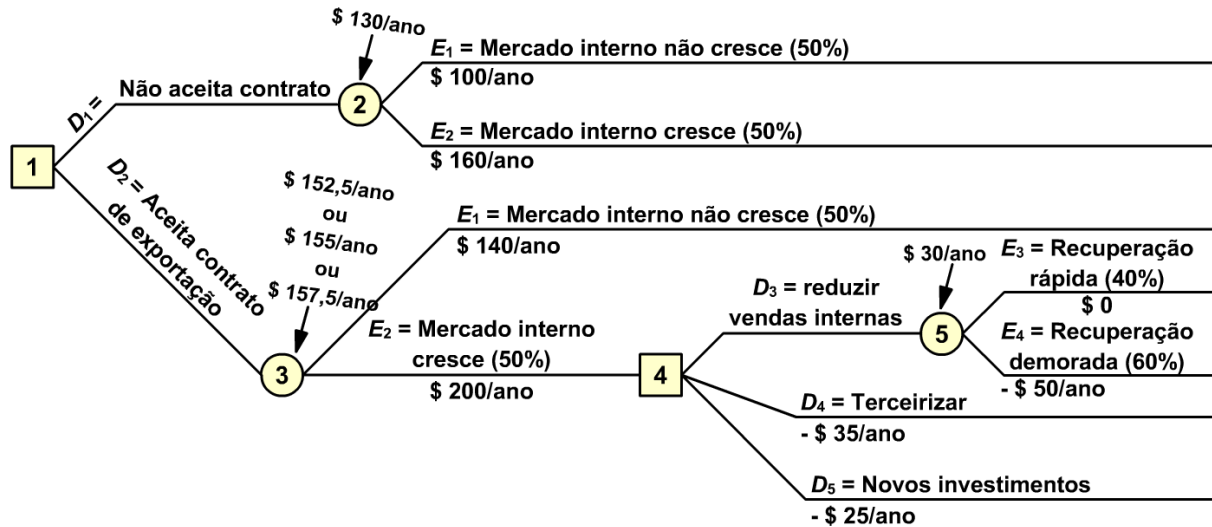 $ 130/ano
E1 = Mercado interno não cresce (50%)
$ 100/ano
D1 =
Não aceita contrato
2
E2 = Mercado interno cresce (50%)
$ 160/ano
1
D2 = Aceita contrato
de exportação
$ 152,5/ano
ou
$ 155/ano
ou
$ 157,5/ano
3
E1 = Mercado interno não cresce (50%)
$ 140/ano
E2 = Mercado interno
cresce (50%)
$ 200/ano
4
D3 = reduzir
vendas internas
$ 30/ano
5
E3 = Recuperação
rápida (40%)
$ 0
E4 = Recuperação
demorada (60%)
- $ 50/ano
D4 = Terceirizar
- $ 35/ano
D5 = Novos investimentos
- $ 25/ano